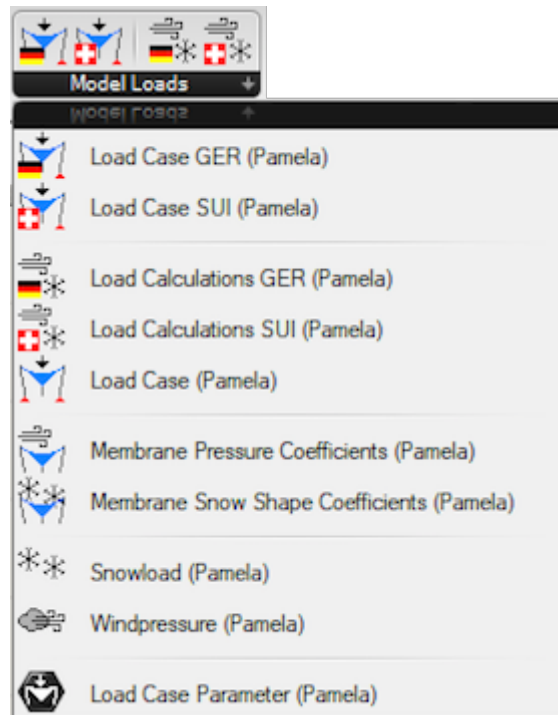 Model Loads
Load Case GER (Pamela)
Load Case SUI (Pamela)
Load Calculations GER (Pamela)
Load Calculations SUI (Pamela)
Load Case (Pamela)
Membrane Pressure Coefficients (Pamela)
Membrane Snow Shape Coefficients (Pamela)
Snowload (Pamela)
Windpressure (Pamela)
Load Case Parameter (Pamela)